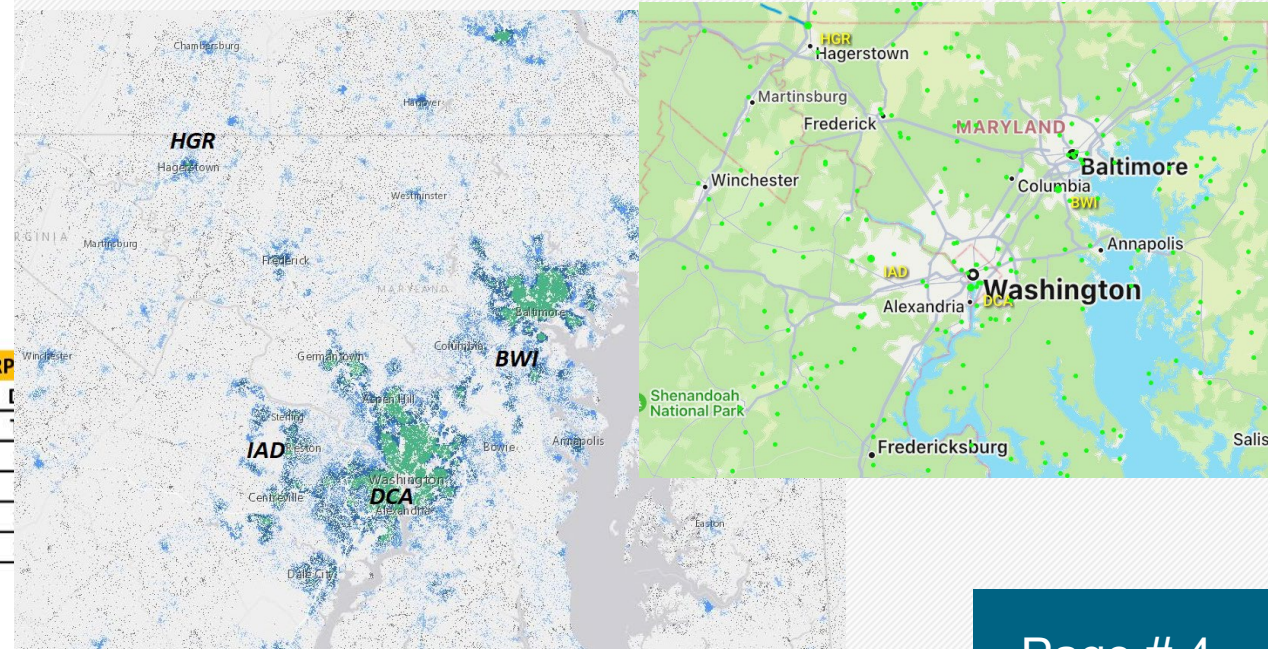 Chambersburg
Hanover
HGR
Hagerstown
Westminster
Martinsburg
Frederick
MARYLAND
Baltimore
Winchester
Columbia
BWI
Germantown
Aspen Hill
Sterling
IAD
Reston
Bowie
Annapolis
Washington
Centreville
DCA
Alexandria
Easton
Dale City
HGR
Hagerstown
Martinsburg
Frederick
MARYLAND
Baltimore
Winchester
Columbia
BWI
Annapolis
IAD
Washington
Alexandria
DCA
Shenandoah
National Park
Fredericksburg
Salis
Page # 4